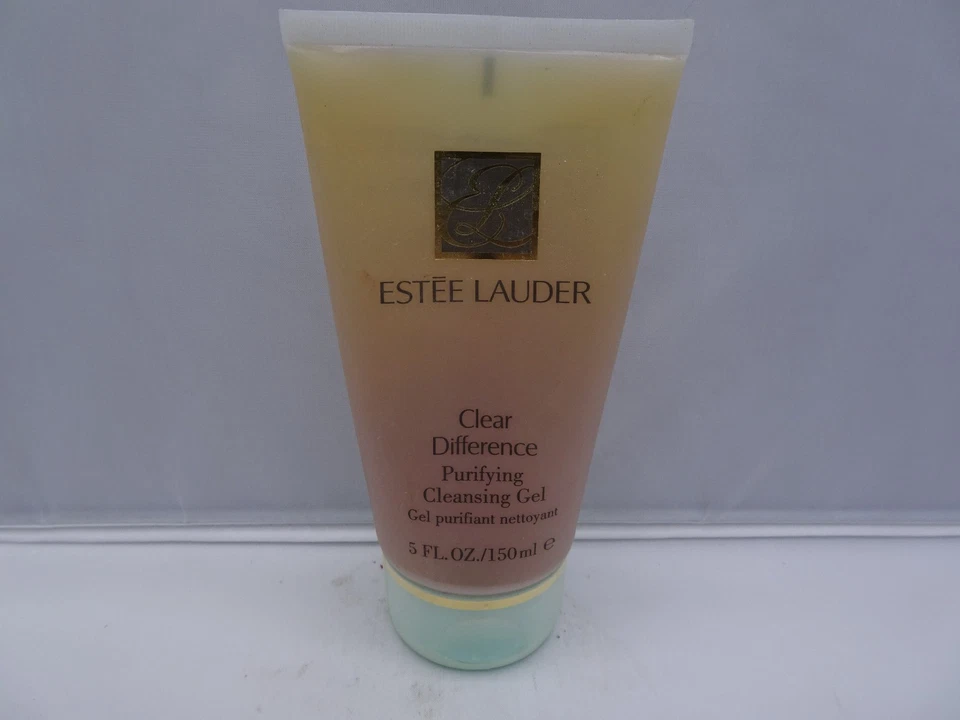 ESTĒE LAUDER
Clear
Difference
Purifying
Cleansing Gel
Gel purifiant nettoyant
5 FL.OZ./150ml ℮